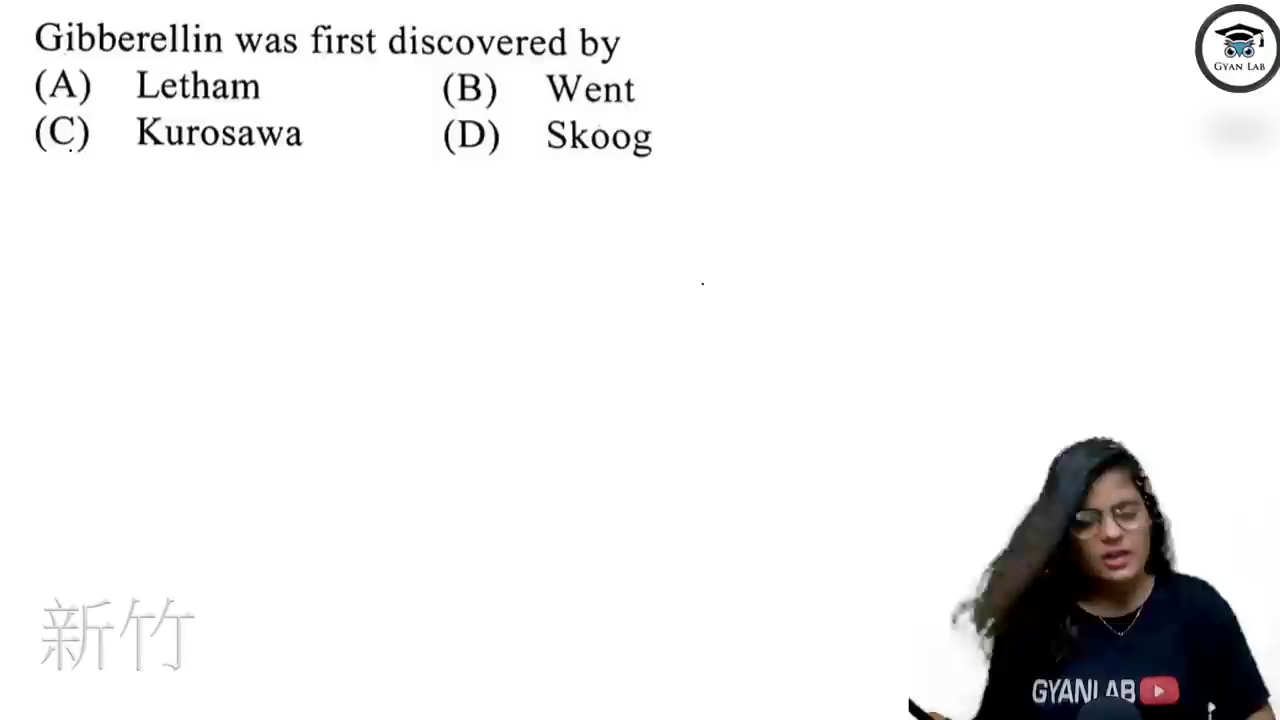 Gibberellin was first discovered by
(A) Letham (B) Went
(C) Kurosawa (D) Skoog
GYAN LAB
新竹
GYANLAB